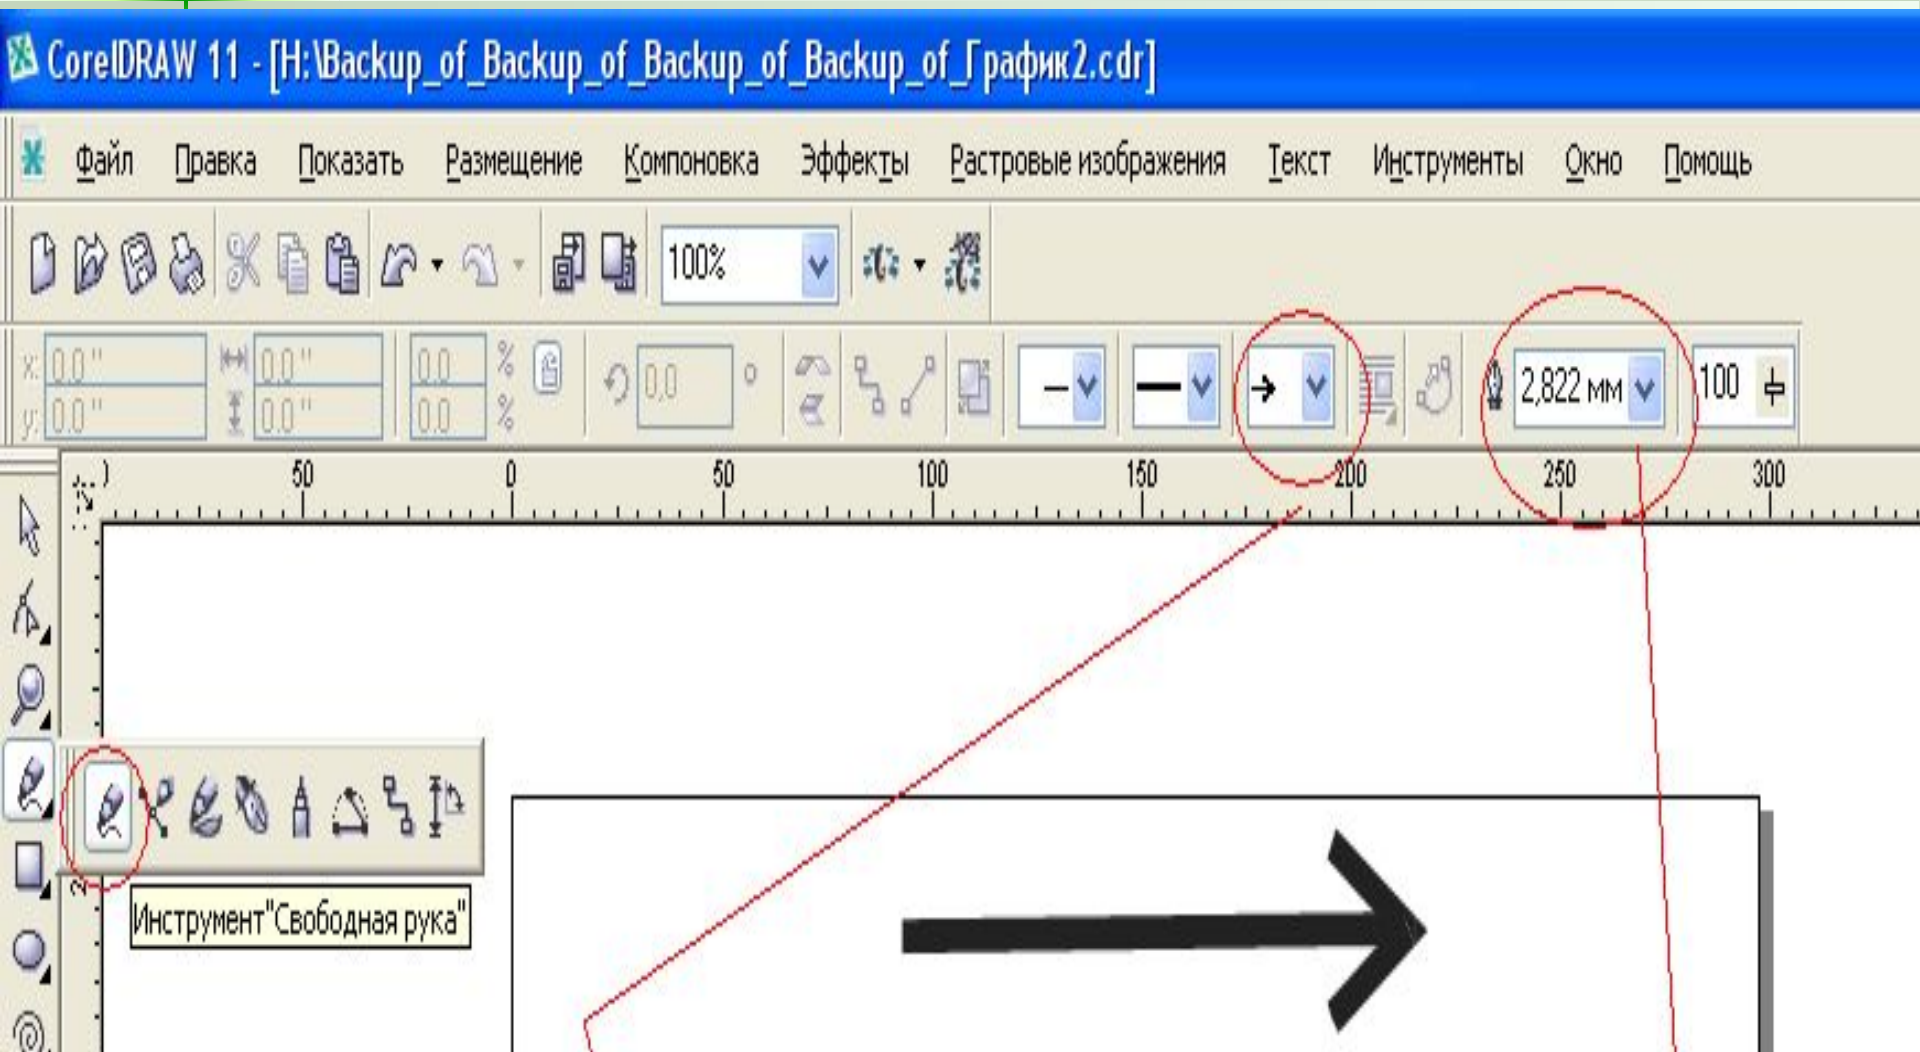 CorelDRAW 11 - [H:\Backup_of_Backup_of_Backup_of_Backup_of_График2.cdr]
Файл Правка Показать Размещение Компоновка Эффекты Растровые изображения Текст Инструменты Окно Помощь
100%
x: 0.0 " 0.0 " 0.0 % 0,0 ° 2,822 мм 100
y: 0.0 " 0.0 " 0.0 %
50 0 50 100 150 200 250 300
Инструмент"Свободная рука"